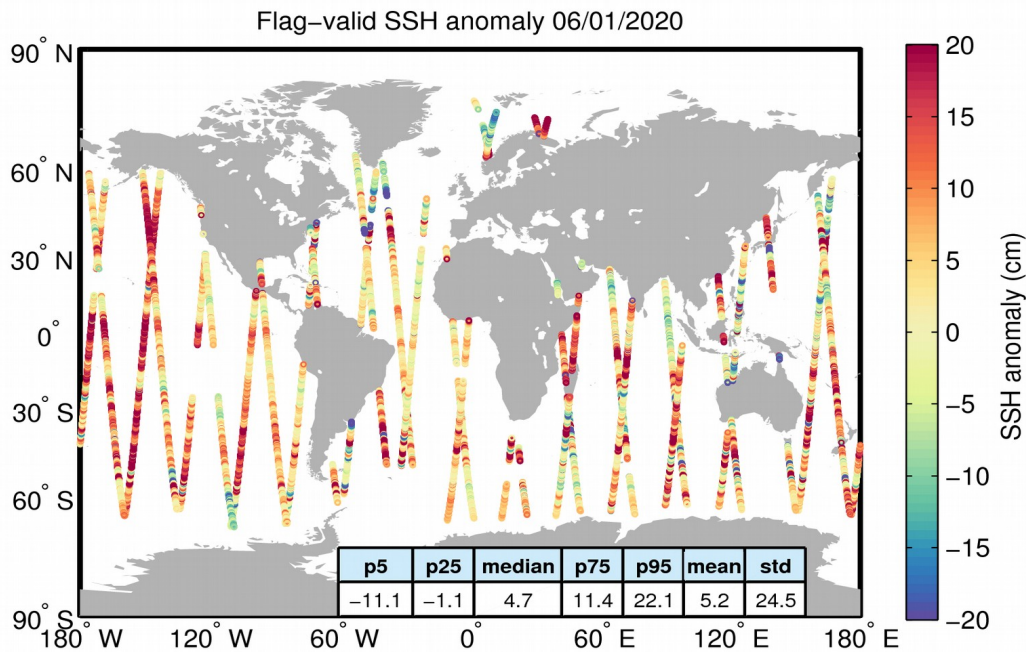 Flag−valid SSH anomaly 06/01/2020
90° N
60° N
30° N
0°
30° S
60° S
90° S
180° W
120° W
60° W
0°
60° E
120° E
180° E
p5 p25 median p75 p95 mean std
−11.1 −1.1 4.7 11.4 22.1 5.2 24.5
20
15
10
5
0
−5
−10
−15
−20
SSH anomaly (cm)